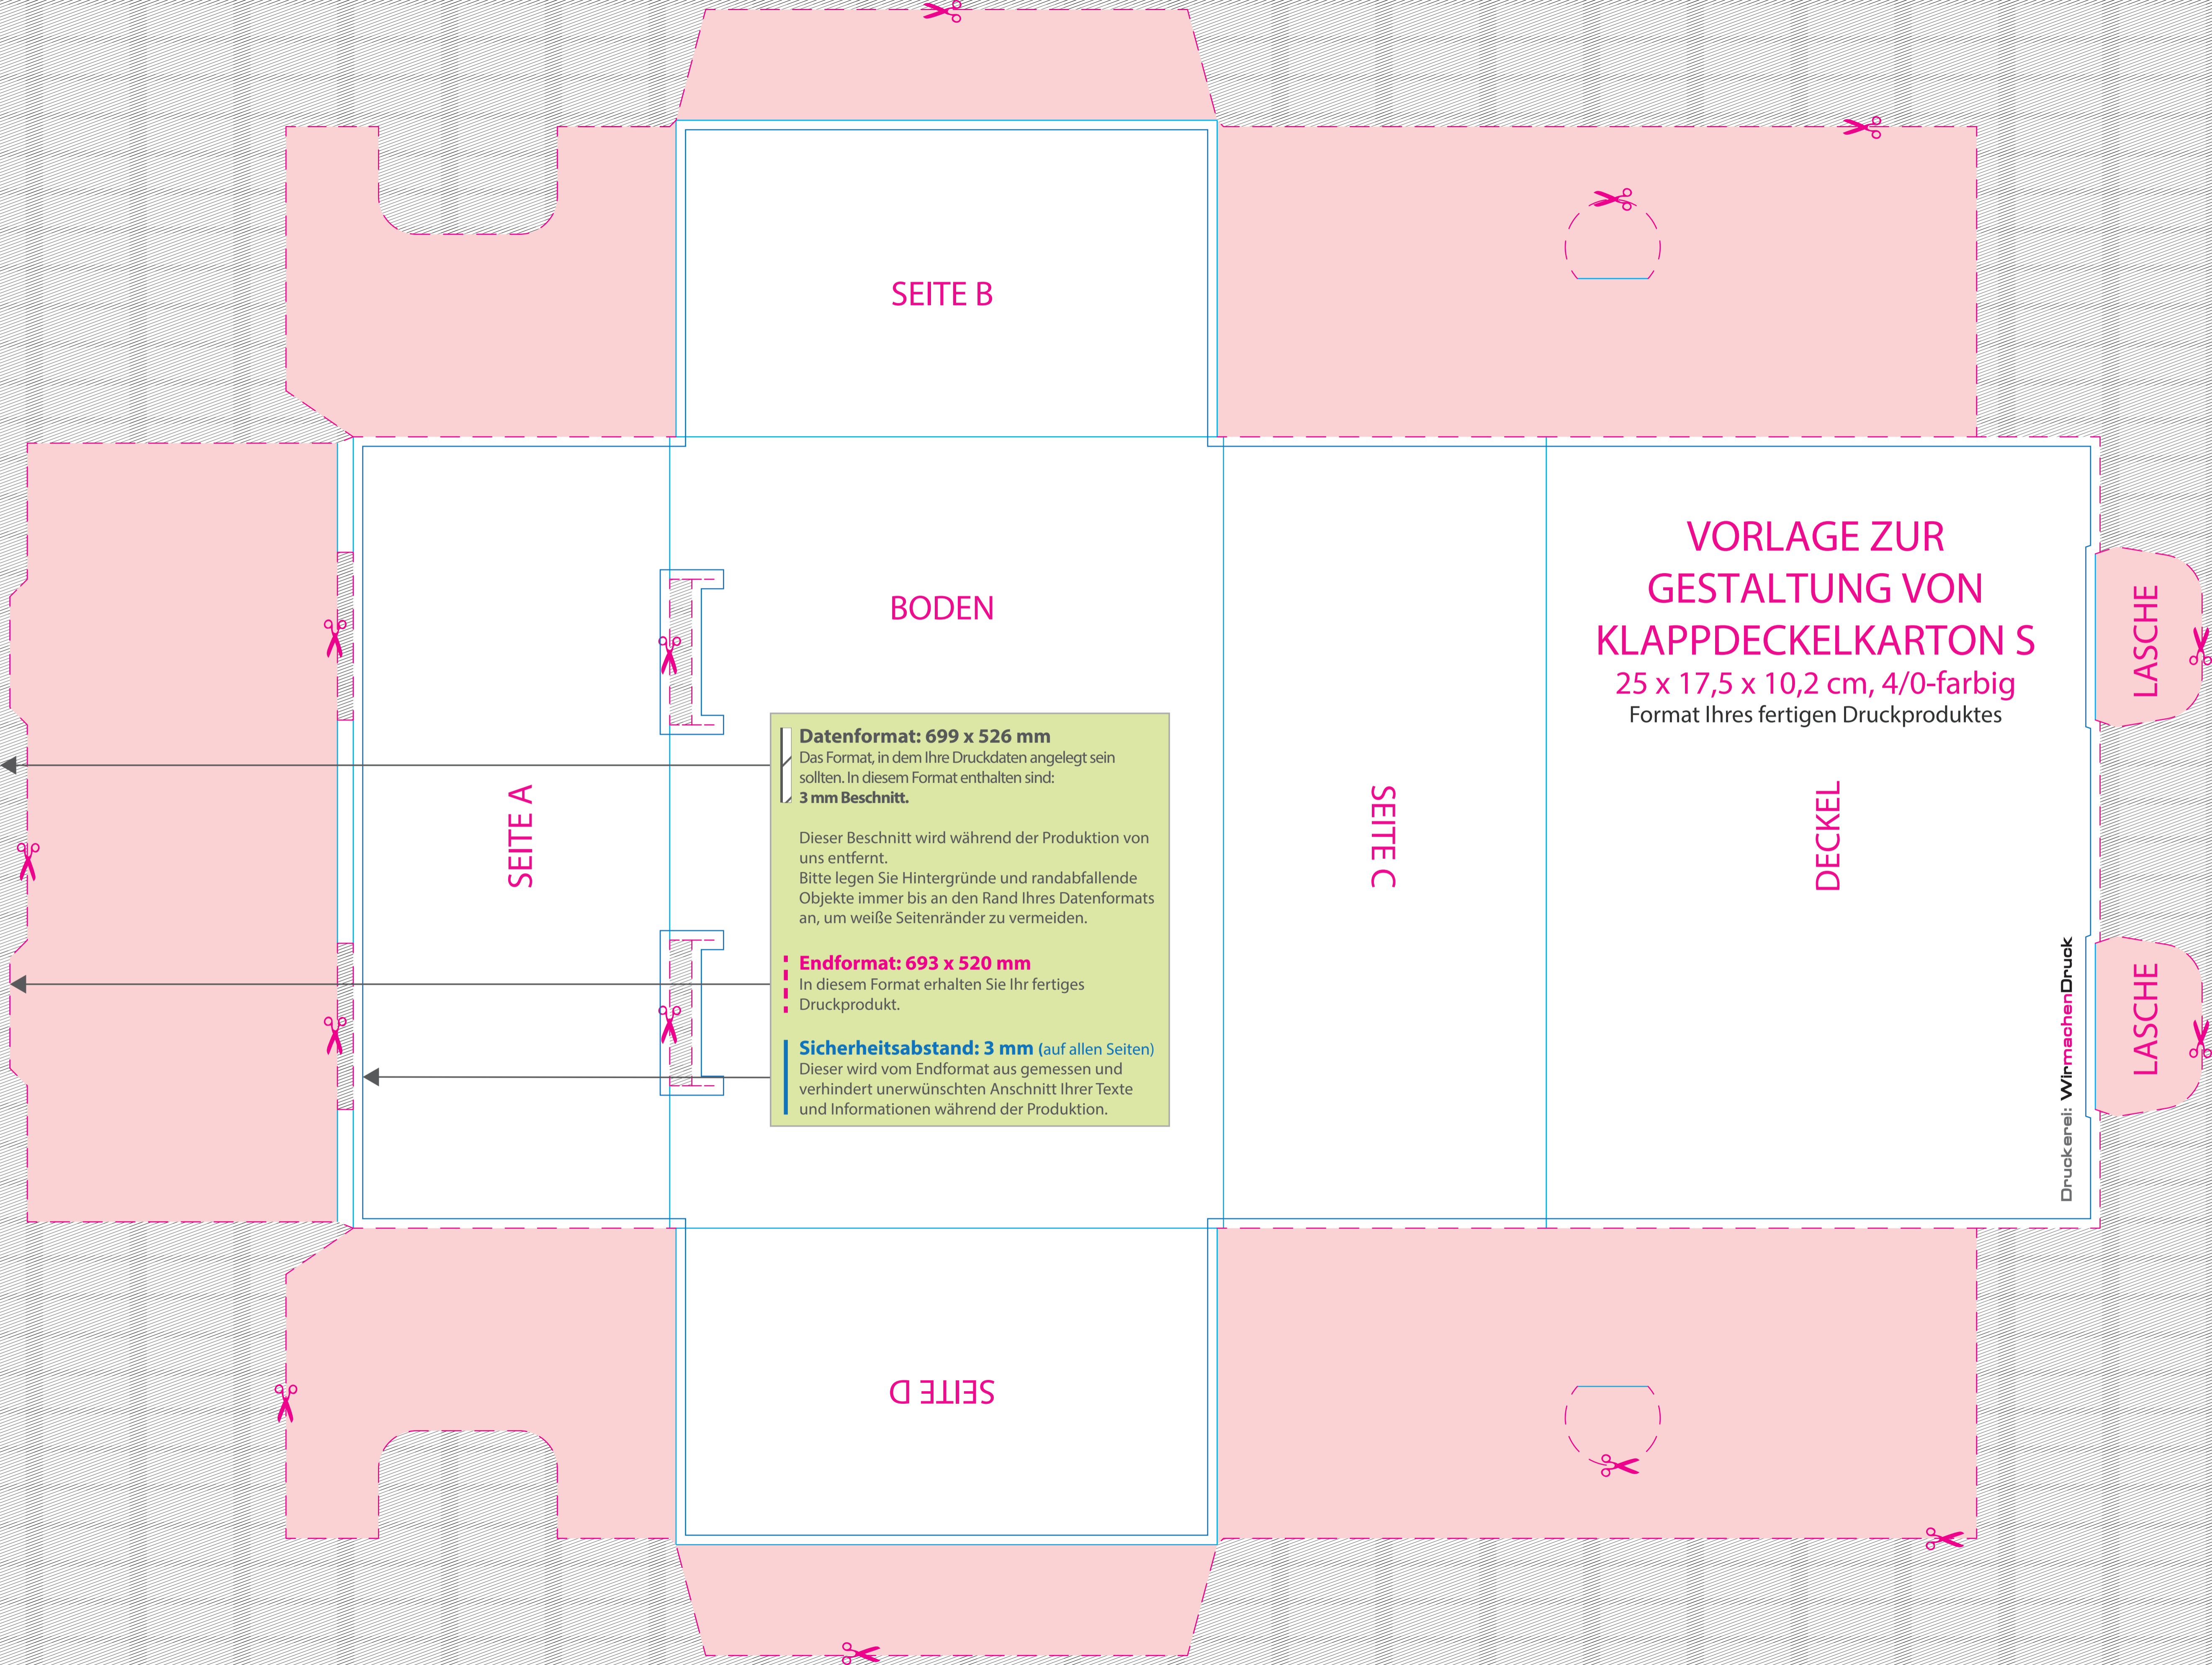 SEITE B
VORLAGE ZUR
GESTALTUNG VON
KLAPPDECKELKARTON S
25 x 17,5 x 10,2 cm, 4/0-farbig
Format Ihres fertigen Druckproduktes
BODEN
LASCHE
SEITE A
Datenformat: 699 x 526 mm
Das Format, in dem Ihre Druckdaten angelegt sein
sollten. In diesem Format enthalten sind:
3 mm Beschnitt.
Dieser Beschnitt wird während der Produktion von
uns entfernt.
Bitte legen Sie Hintergründe und randabfallende
Objekte immer bis an den Rand Ihres Datenformats
an, um weiße Seitenränder zu vermeiden.
Endformat: 693 x 520 mm
In diesem Format erhalten Sie Ihr fertiges
Druckprodukt.
Sicherheitsabstand: 3 mm (auf allen Seiten)
Dieser wird vom Endformat aus gemessen und
verhindert unerwünschten Anschnitt Ihrer Texte
und Informationen während der Produktion.
SEITE C
DECKEL
Druckerei: WirmachenDruck
LASCHE
SEITE D